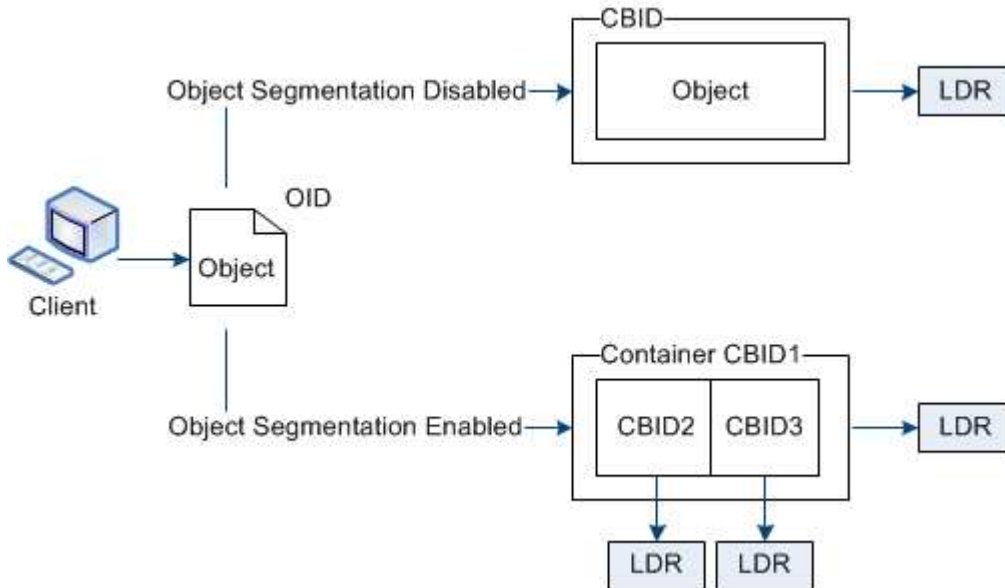 CBID
Object Segmentation Disabled
Object
LDR
OID
Object
Client
Container CBID1
Object Segmentation Enabled
CBID2
CBID3
LDR
LDR
LDR